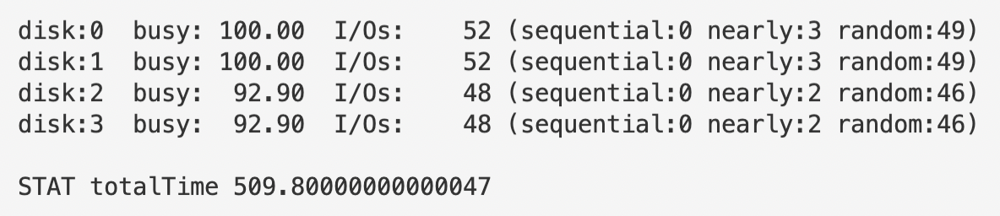 disk:0  busy: 100.00  I/Os:    52 (sequential:0 nearly:3 random:49)
disk:1  busy: 100.00  I/Os:    52 (sequential:0 nearly:3 random:49)
disk:2  busy:  92.90  I/Os:    48 (sequential:0 nearly:2 random:46)
disk:3  busy:  92.90  I/Os:    48 (sequential:0 nearly:2 random:46)
STAT totalTime 509.80000000000047